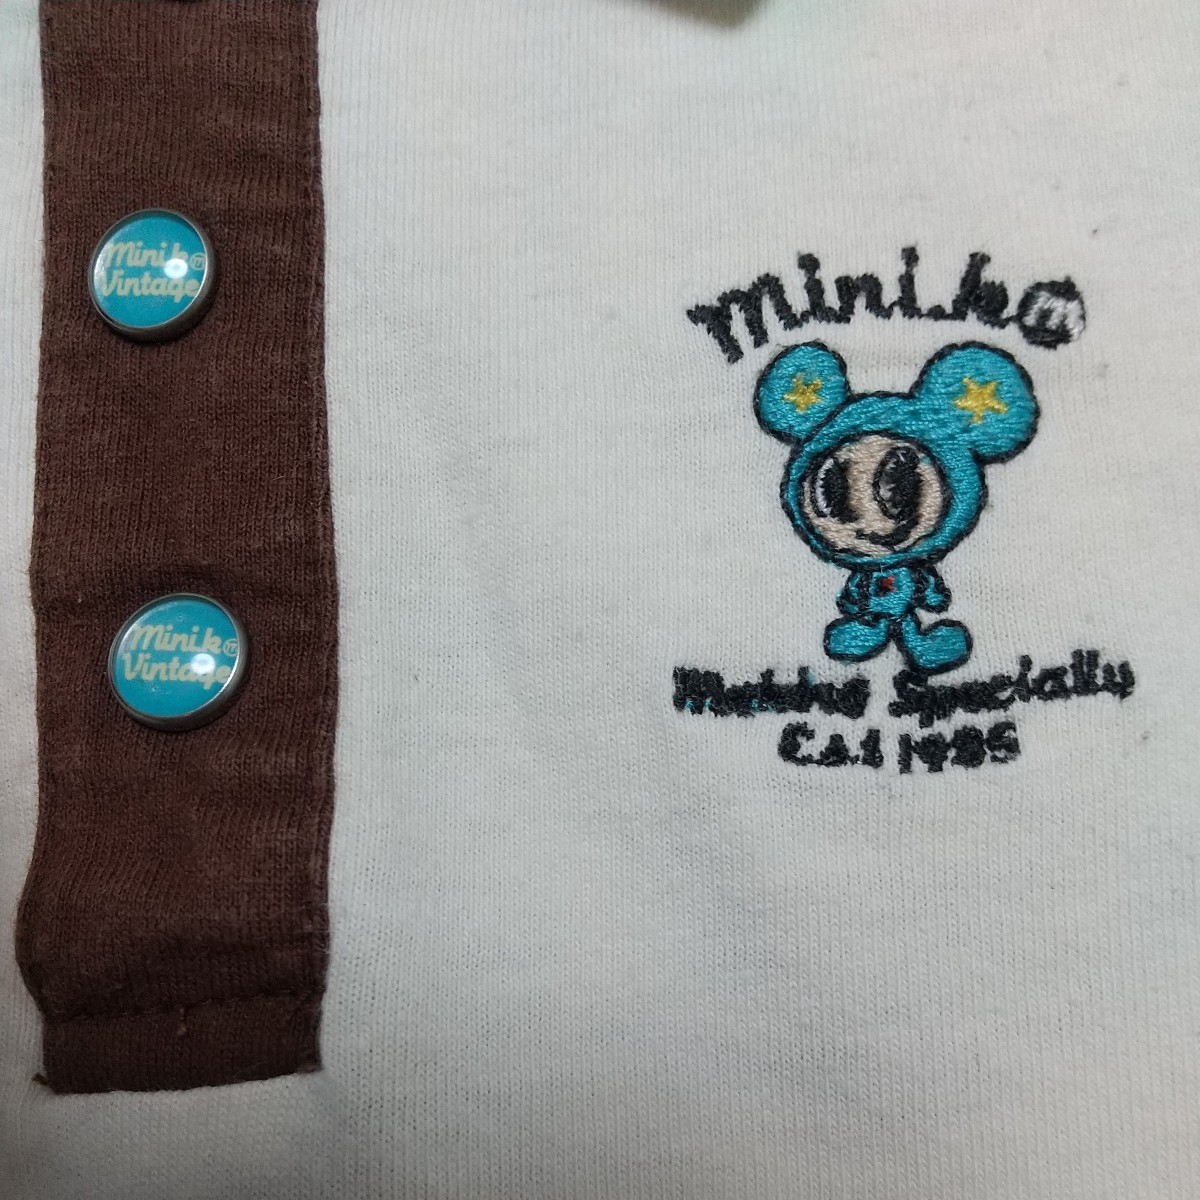 Mini.k m
Vintage
Mini.k m
Vintage
mini.k m
Specially
Est 1985